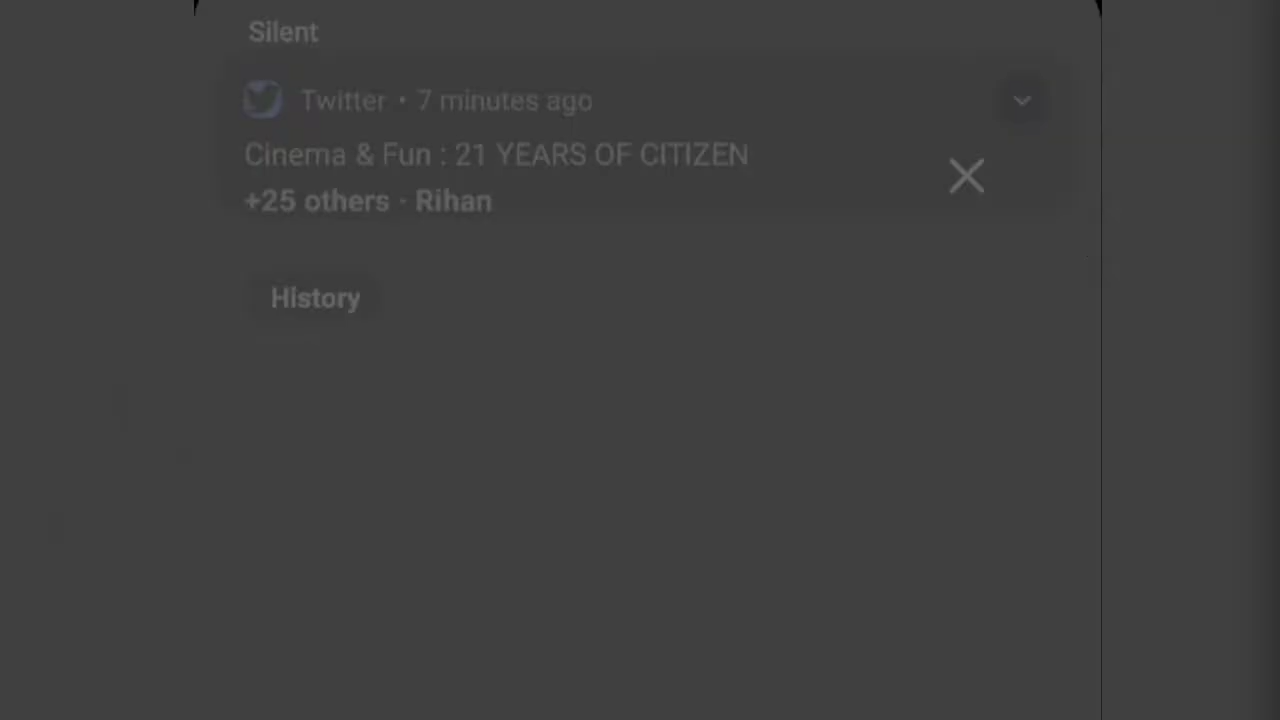 Silent
Twitter • 7 minutes ago
Cinema & Fun : 21 YEARS OF CITIZEN
+25 others · Rihan
History